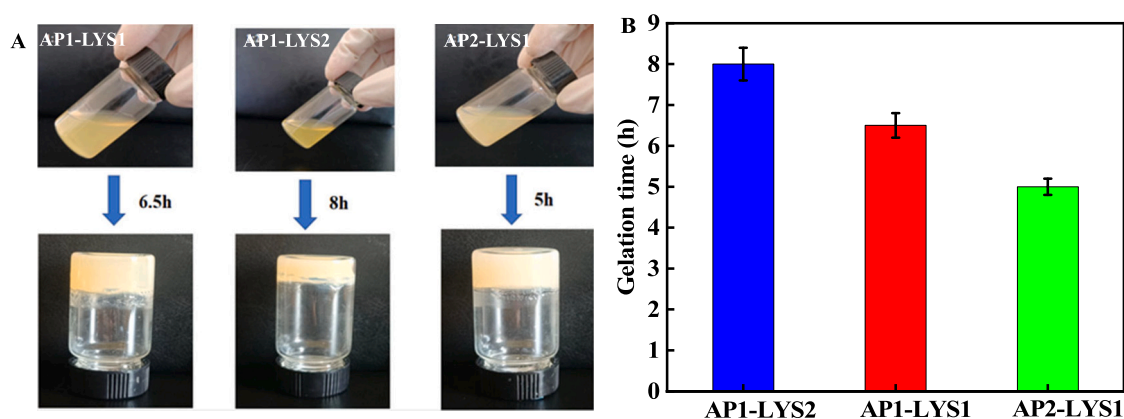 A
AP1-LYS1
AP1-LYS2
AP2-LYS1
6.5h
8h
5h
B
Gelation time (h)
9
8
7
6
5
4
3
2
1
0
AP1-LYS2
AP1-LYS1
AP2-LYS1